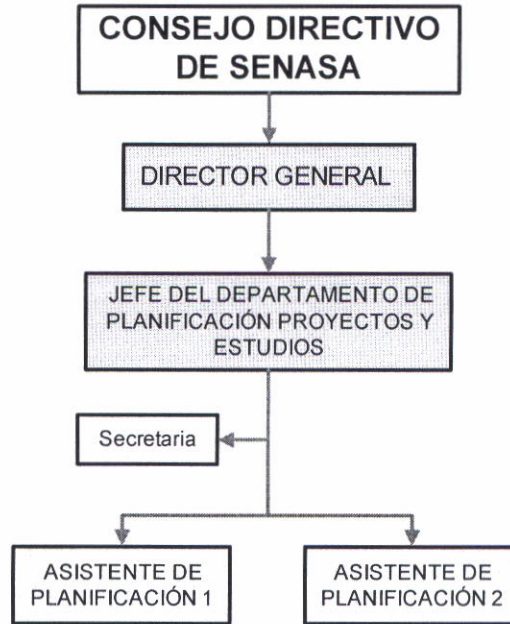 CONSEJO DIRECTIVO
DE SENASA
DIRECTOR GENERAL
JEFE DEL DEPARTAMENTO DE
PLANIFICACIÓN PROYECTOS Y
ESTUDIOS
Secretaria
ASISTENTE DE
PLANIFICACIÓN 1
ASISTENTE DE
PLANIFICACIÓN 2